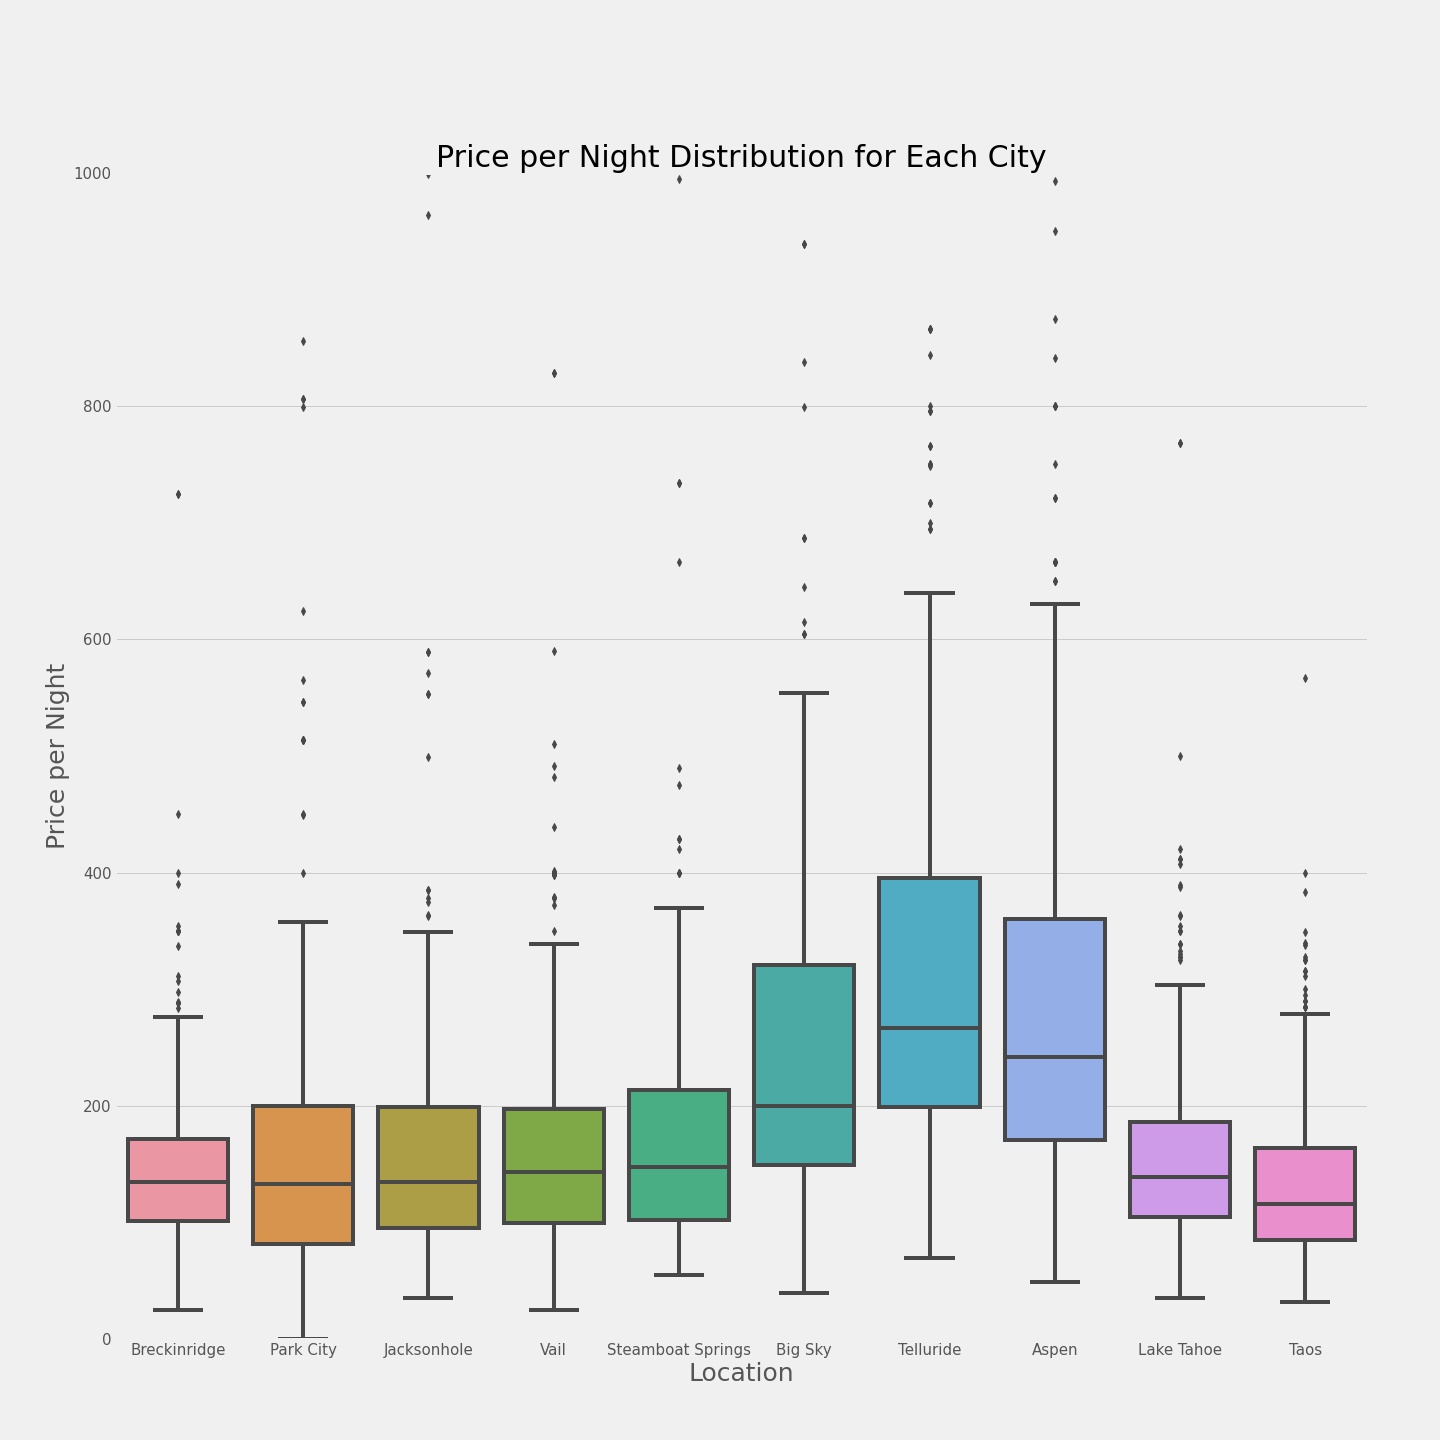 Price per Night Distribution for Each City
1000
800
600
400
200
0
Price per Night
Breckinridge Park City Jacksonhole Vail Steamboat Springs Big Sky Telluride Aspen Lake Tahoe Taos
Location